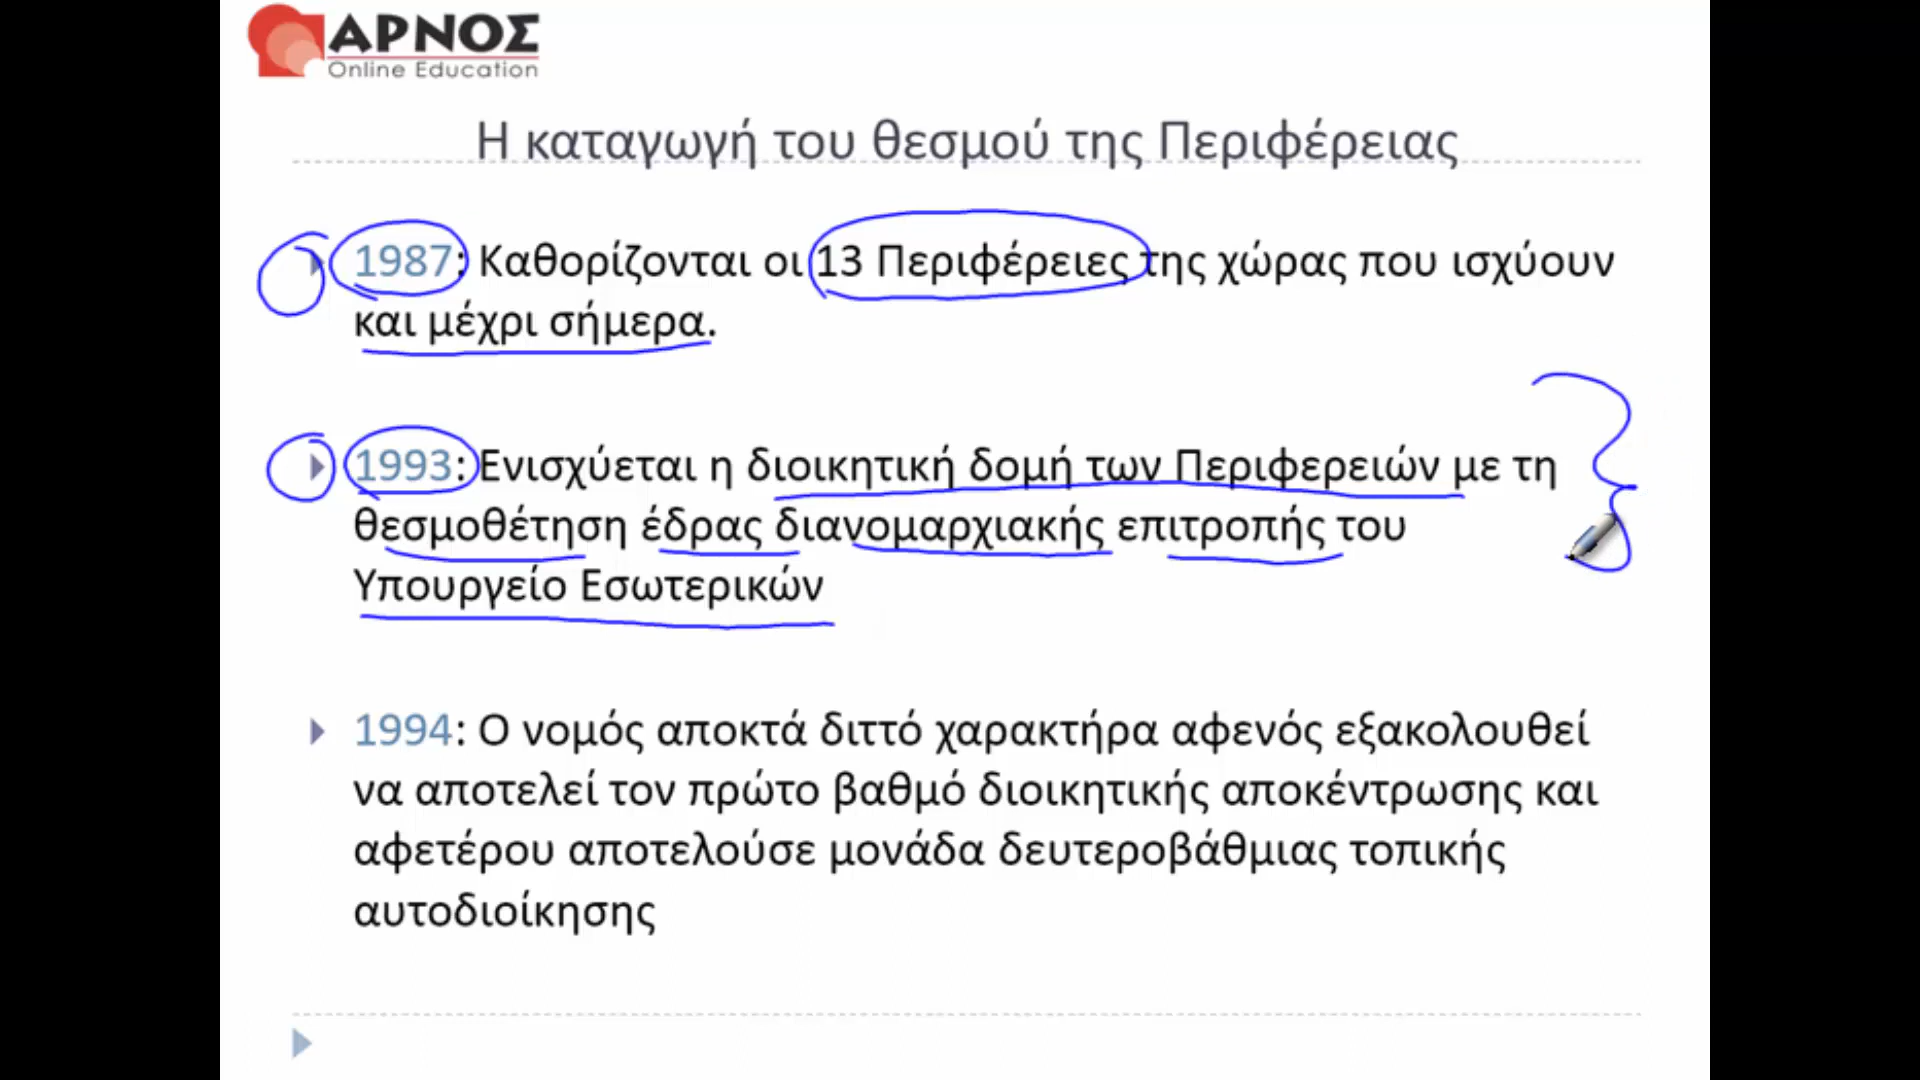 ΑΡΝΟΣ
Online Education
Η καταγωγή του θεσμού της Περιφέρειας
1987: Καθορίζονται οι 13 Περιφέρειες της χώρας που ισχύουν
και μέχρι σήμερα.
1993: Ενισχύεται η διοικητική δομή των Περιφερειών με τη
θεσμοθέτηση έδρας διανομαρχιακής επιτροπής του
Υπουργείο Εσωτερικών
1994: Ο νομός αποκτά διττό χαρακτήρα αφενός εξακολουθεί
να αποτελεί τον πρώτο βαθμό διοικητικής αποκέντρωσης και
αφετέρου αποτελούσε μονάδα δευτεροβάθμιας τοπικής
αυτοδιοίκησης